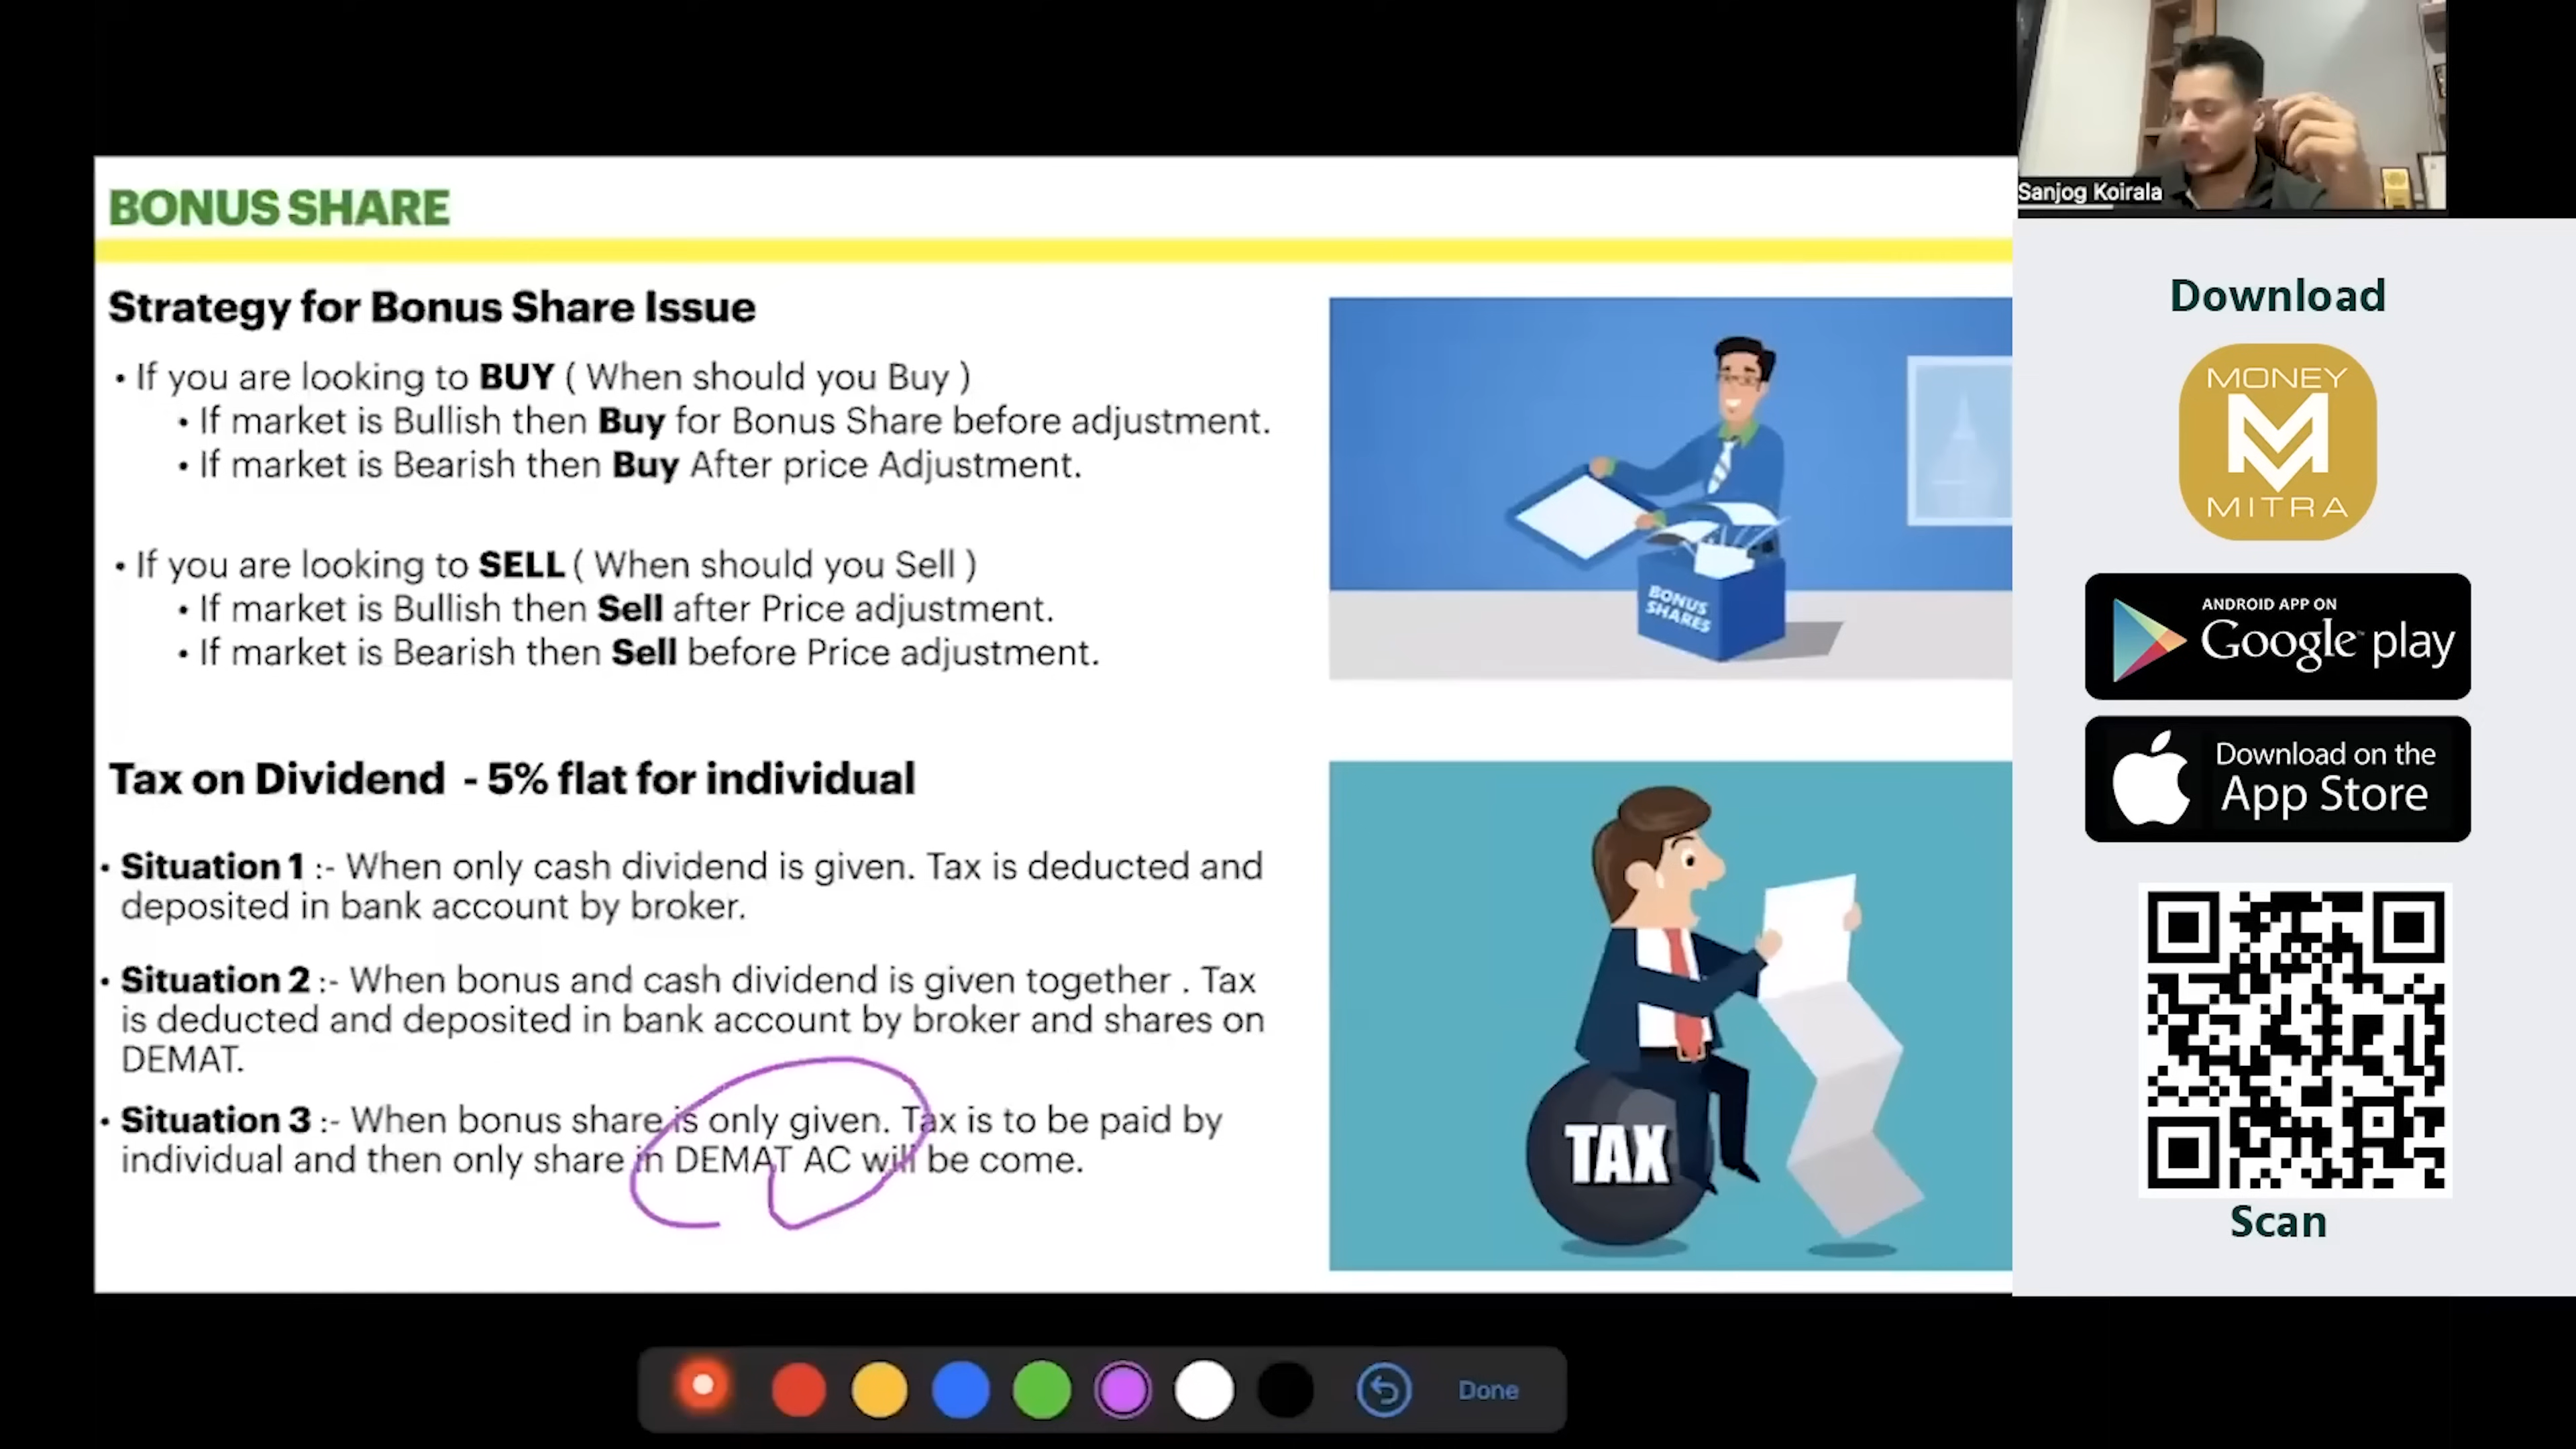 Sanjog Koirala
BONUS SHARE
Strategy for Bonus Share Issue
• If you are looking to BUY ( When should you Buy )
• If market is Bullish then Buy for Bonus Share before adjustment.
• If market is Bearish then Buy After price Adjustment.
• If you are looking to SELL ( When should you Sell )
• If market is Bullish then Sell after Price adjustment.
• If market is Bearish then Sell before Price adjustment.
BONUS
SHARES
Tax on Dividend - 5% flat for individual
• Situation 1 :- When only cash dividend is given. Tax is deducted and
deposited in bank account by broker.
• Situation 2 :- When bonus and cash dividend is given together . Tax
is deducted and deposited in bank account by broker and shares on
DEMAT.
• Situation 3 :- When bonus share is only given. Tax is to be paid by
individual and then only share in DEMAT AC will be come.
TAX
Download
MONEY
MITRA
ANDROID APP ON
Google play
Download on the
App Store
Scan
Done